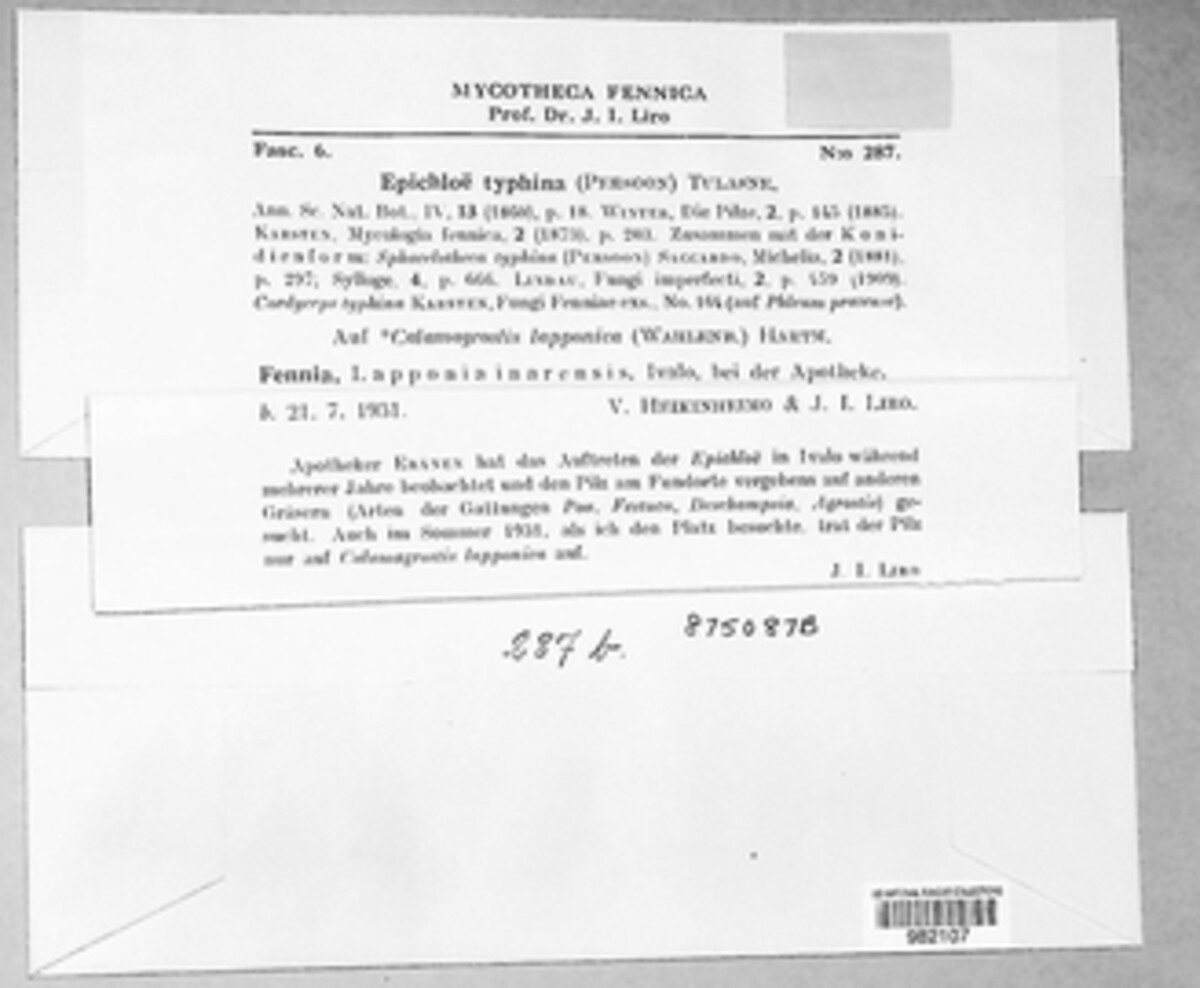 MYCOTHECA FENNICA
Prof. Dr. J. I. Liro
Fasc. 6. N:o 287.
Epichloë typhina (PERSOON) TULASNE,
Ann. Sc. Nat. Bot., IV, 13 (1860), p. 18. WINTER, Die Pilze, 2, p. 145 (1885).
KARSTEN, Mycologia fennica, 2 (1873), p. 203. Zusammen mit der Koni-
dienform: Sphacelotheca typhina (PERSOON) SACCARDO, Michelia, 2 (1881),
p. 297; Sylloge, 4, p. 666. LINDAU, Fungi imperfecti, 2, p. 459 (1909).
Cordyceps typhina KARSTEN, Fungi Fenniae exs., No. 164 (auf Phleum pratense).
Auf *Calamagrostis lapponica (WAHLENB.) HARTM.
Fennia, Lapponia inarensis, Ivalo, bei der Apotheke.
b. 21. 7. 1931. V. HEIKINHEIMO & J. I. LIRO.
Apotheker hat das Auftreten der Epichloë in Ivalo während
mehrerer Jahre beobachtet und den Pilz am Fundorte vergebens auf anderen
Gräsern (Arten der Gattungen Poa, Festuca, Deschampsia, Agrostis) ge-
sucht. Auch im Sommer 1931, als ich den Platz besuchte, trat der Pilz
nur auf Calamagrostis lapponica auf.
J. I. LIRO
287 b.
875087B
982107